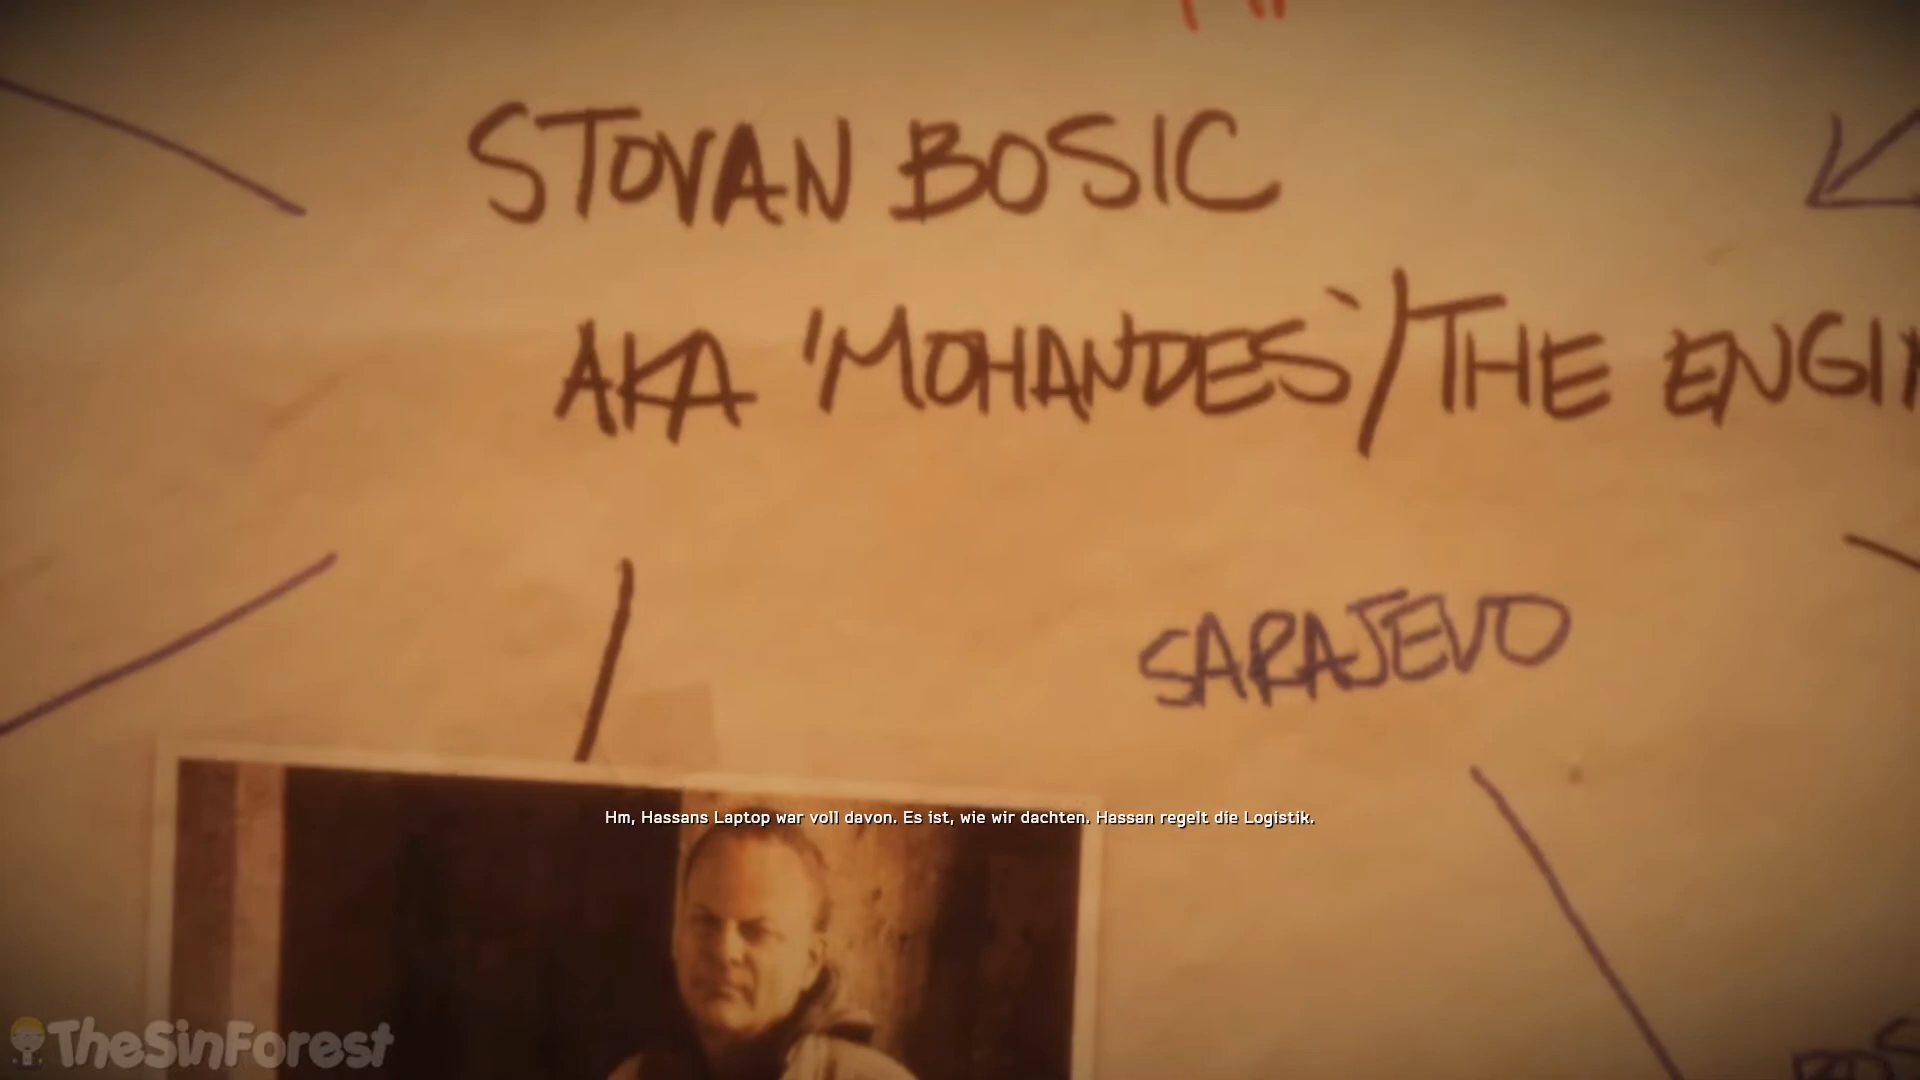 STOVAN BOSIC
AKA 'MOHANDES'/THE ENGI
SARAJEVO
Hm, Hassans Laptop war voll davon. Es ist, wie wir dachten. Hassan regelt die Logistik.
TheSinForest